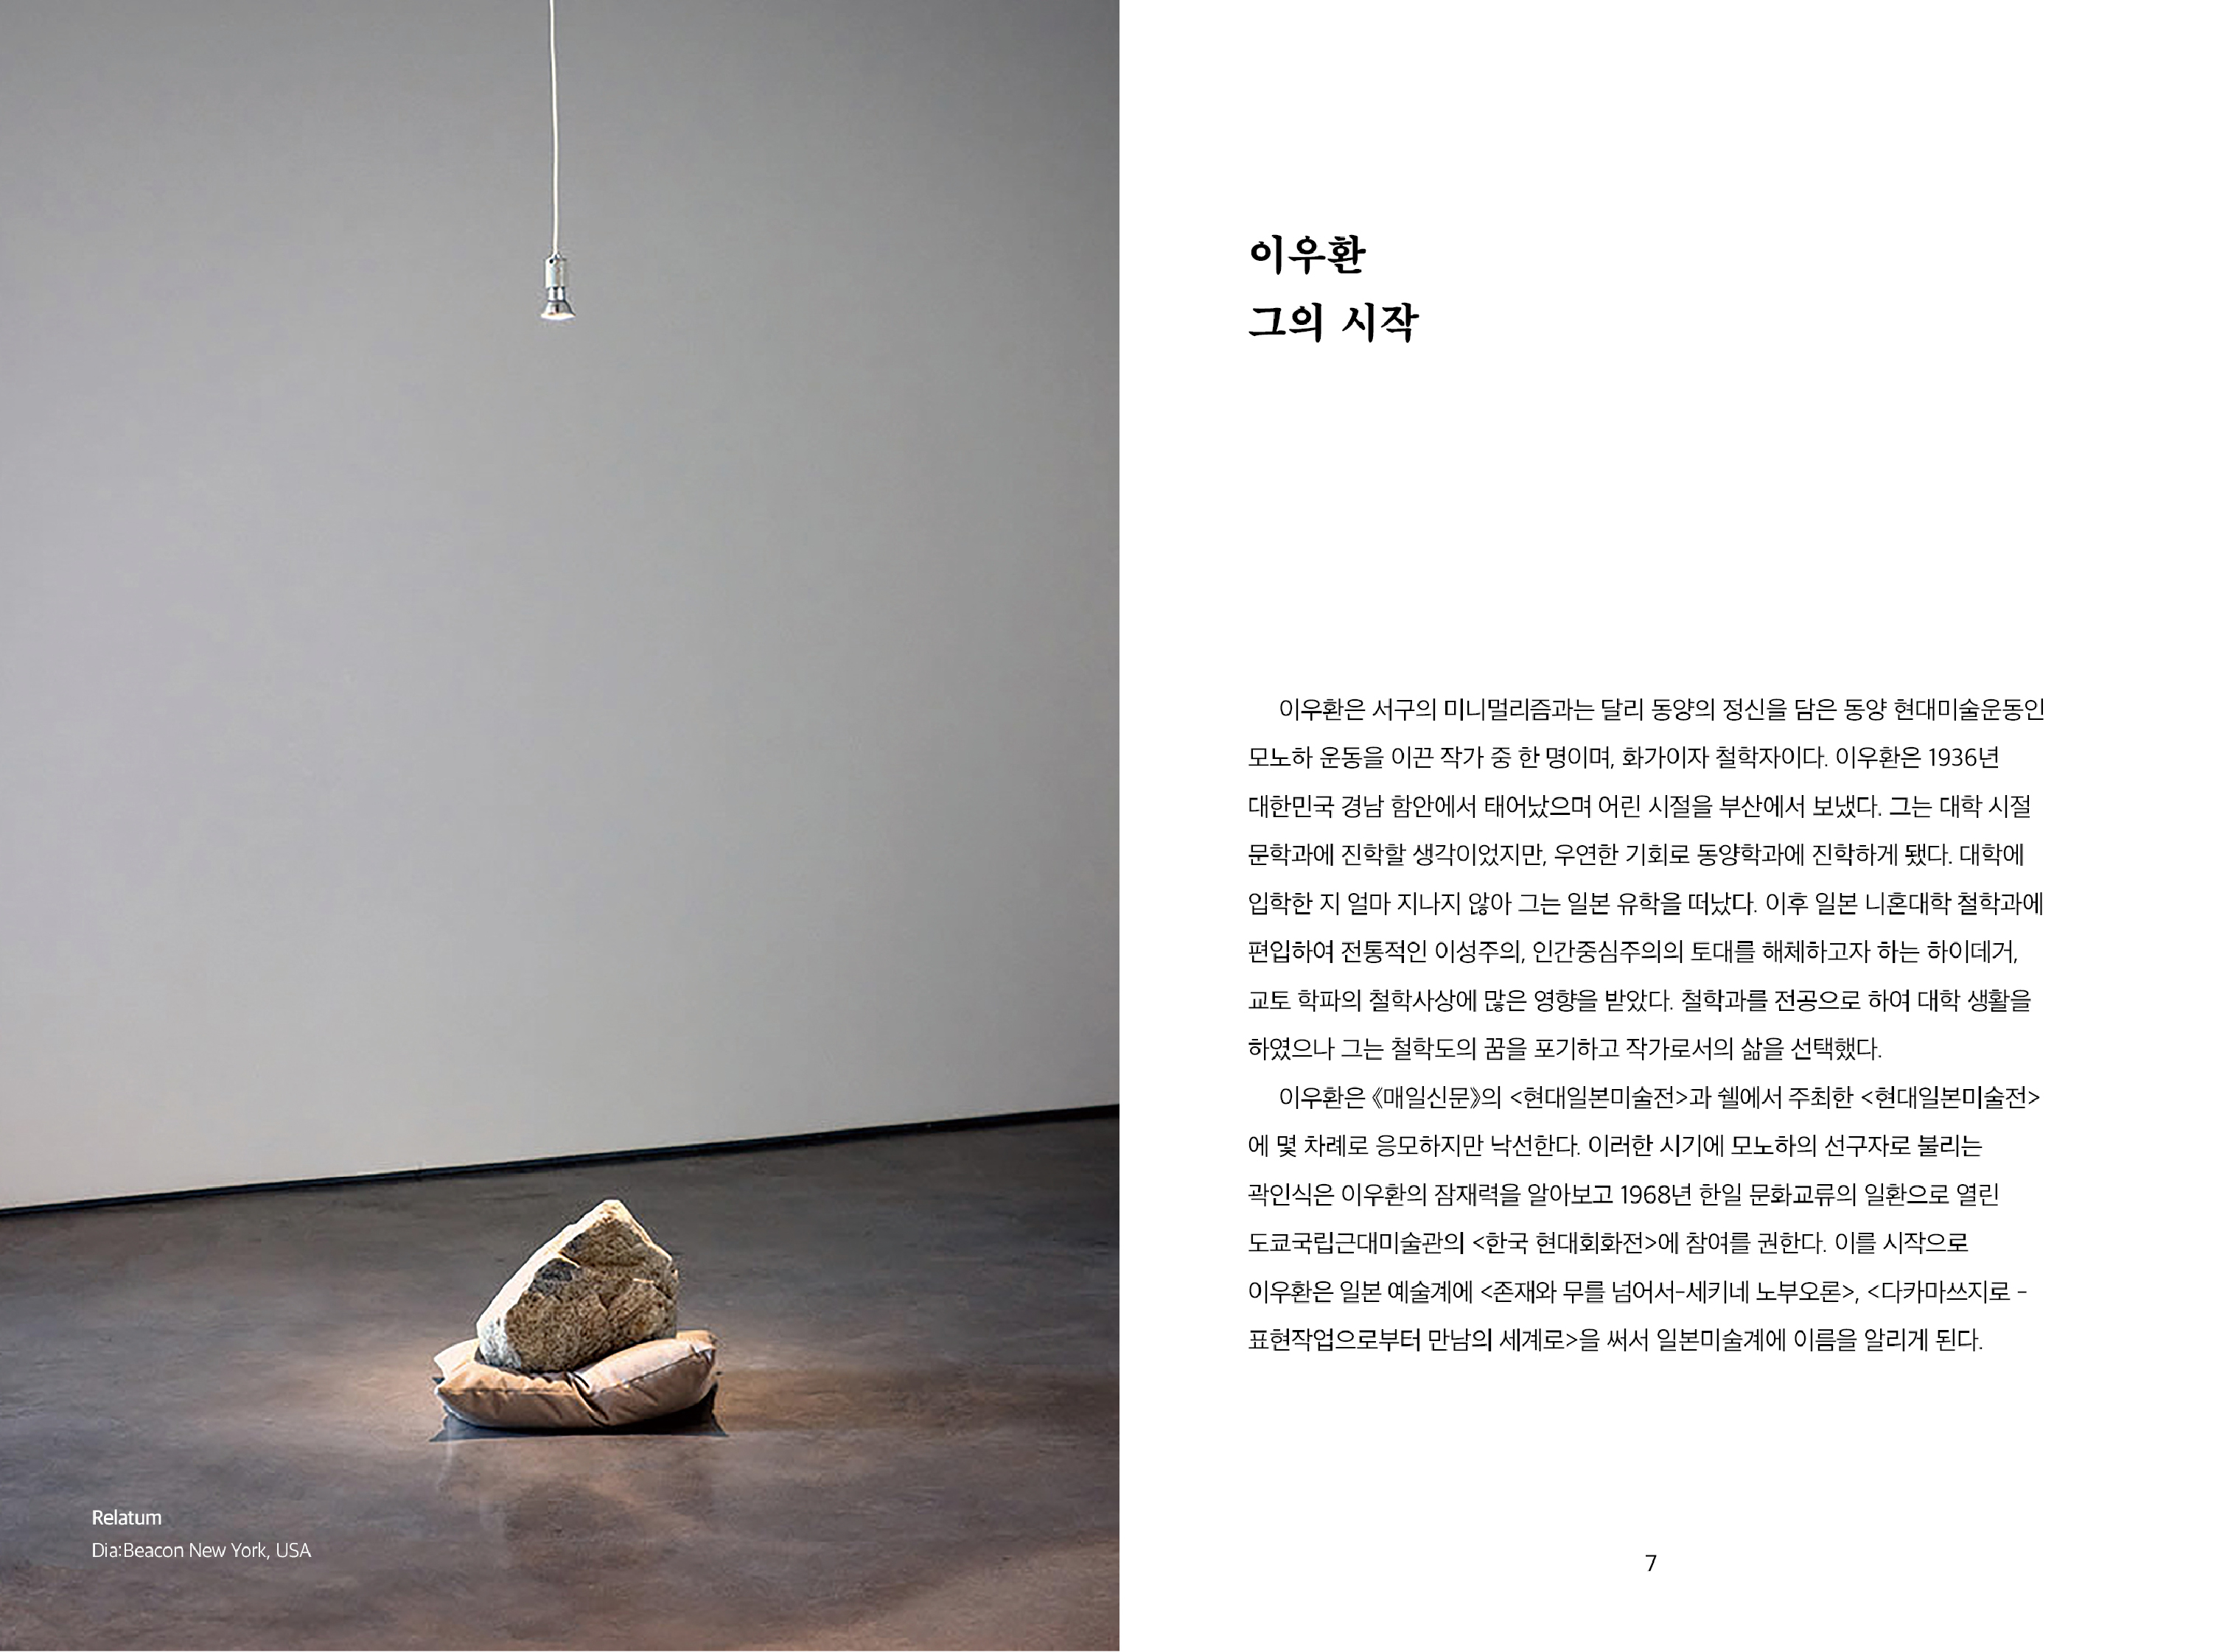 Relatum
Dia:Beacon New York, USA
이우환
그의 시작
이우환은 서구의 미니멀리즘과는 달리 동양의 정신을 담은 동양 현대미술운동인
모노하 운동을 이끈 작가 중 한 명이며, 화가이자 철학자이다. 이우환은 1936년
대한민국 경남 함안에서 태어났으며 어린 시절을 부산에서 보냈다. 그는 대학 시절
문학과에 진학할 생각이었지만, 우연한 기회로 동양학과에 진학하게 됐다. 대학에
입학한 지 얼마 지나지 않아 그는 일본 유학을 떠났다. 이후 일본 니혼대학 철학과에
편입하여 전통적인 이성주의, 인간중심주의의 토대를 해체하고자 하는 하이데거,
교토 학파의 철학사상에 많은 영향을 받았다. 철학과를 전공으로 하여 대학 생활을
하였으나 그는 철학도의 꿈을 포기하고 작가로서의 삶을 선택했다.
이우환은 《매일신문》의 <현대일본미술전>과 쉘에서 주최한 <현대일본미술전>
에 몇 차례로 응모하지만 낙선한다. 이러한 시기에 모노하의 선구자로 불리는
곽인식은 이우환의 잠재력을 알아보고 1968년 한일 문화교류의 일환으로 열린
도쿄국립근대미술관의 <한국 현대회화전>에 참여를 권한다. 이를 시작으로
이우환은 일본 예술계에 <존재와 무를 넘어서-세키네 노부오론>, <다카마쓰지로 -
표현작업으로부터 만남의 세계로>을 써서 일본미술계에 이름을 알리게 된다.
7